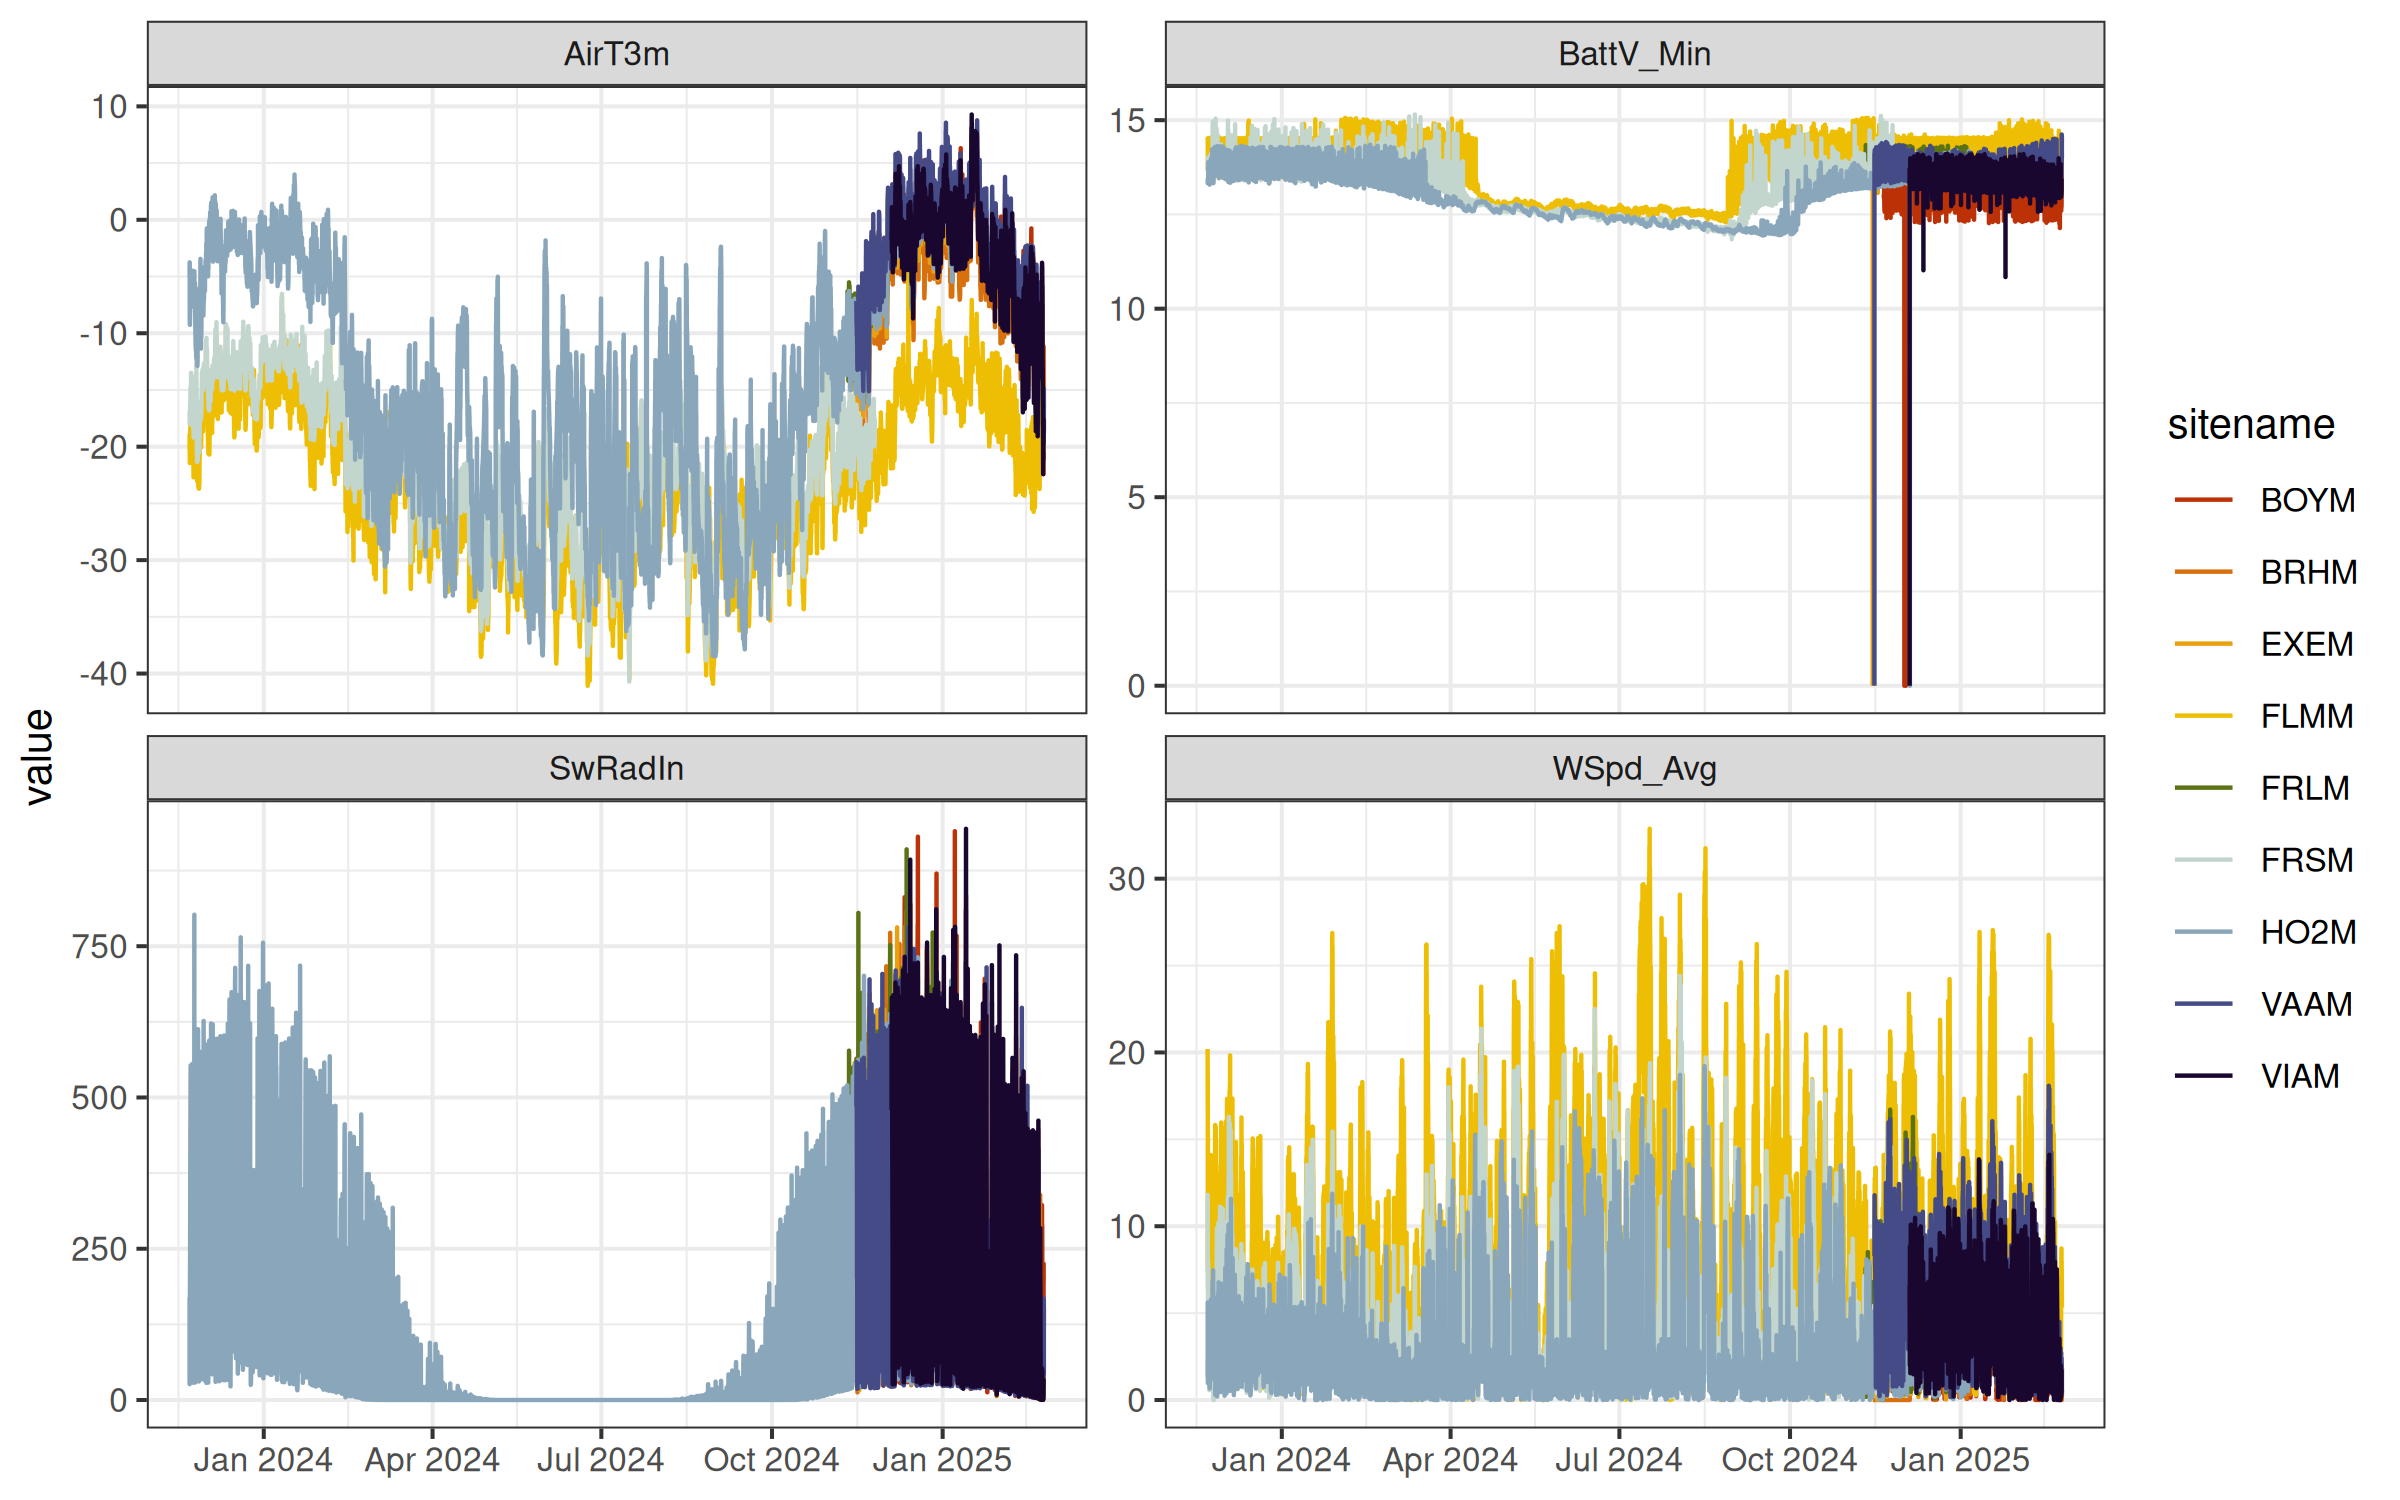 AirT3m
BattV_Min
10
0
-10
-20
-30
-40
15
10
5
0
value
SwRadIn
WSpd_Avg
750
500
250
0
30
20
10
0
Jan 2024 Apr 2024 Jul 2024 Oct 2024 Jan 2025
Jan 2024 Apr 2024 Jul 2024 Oct 2024 Jan 2025
sitename
BOYM
BRHM
EXEM
FLMM
FRLM
FRSM
HO2M
VAAM
VIAM